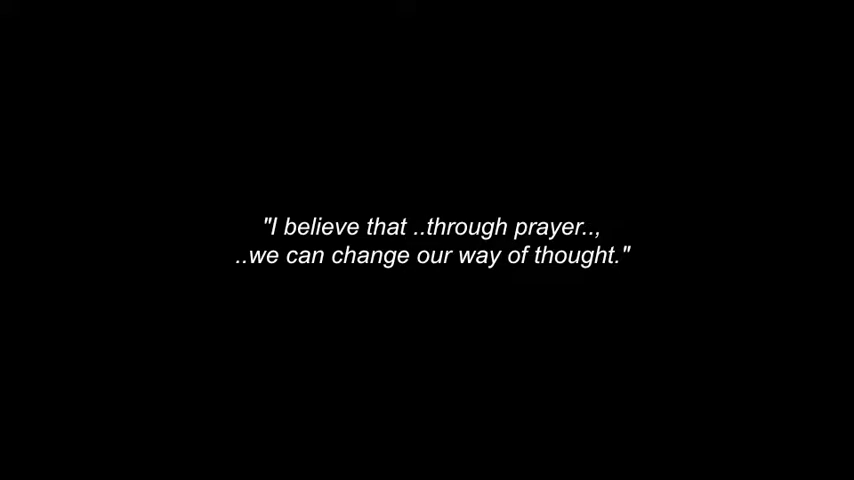 "I believe that ..through prayer..,
..we can change our way of thought."